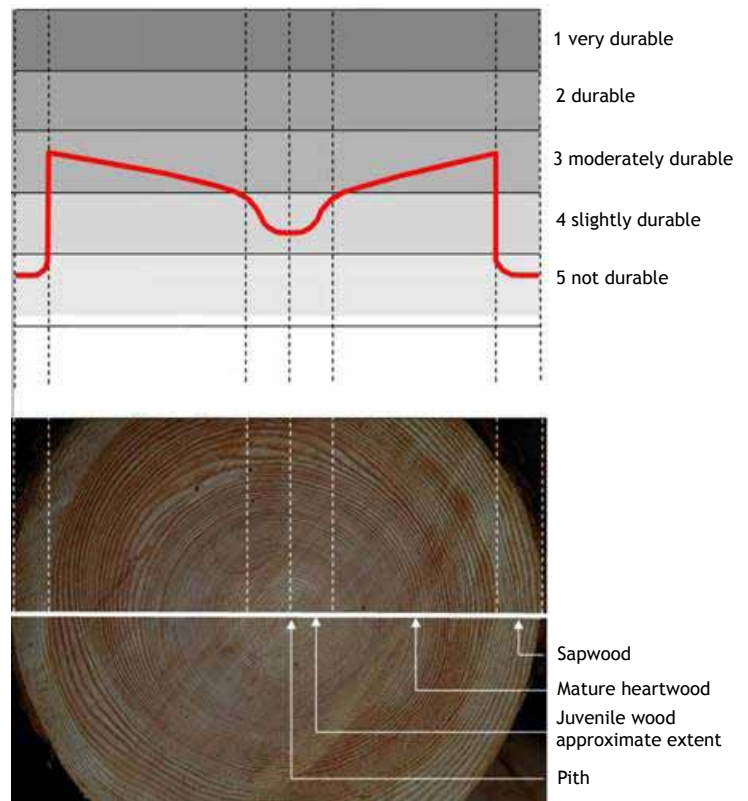 1 very durable
2 durable
3 moderately durable
4 slightly durable
5 not durable
Sapwood
Mature heartwood
Juvenile wood
approximate extent
Pith